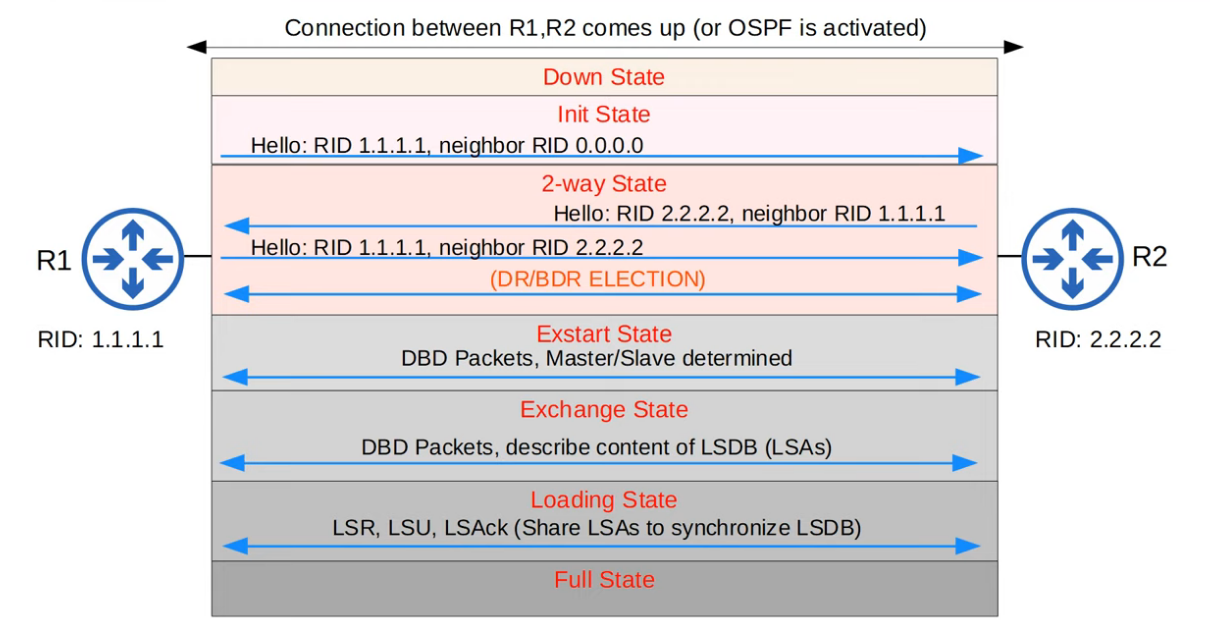 Connection between R1,R2 comes up (or OSPF is activated)
Down State
Init State
Hello: RID 1.1.1.1, neighbor RID 0.0.0.0
2-way State
Hello: RID 2.2.2.2, neighbor RID 1.1.1.1
Hello: RID 1.1.1.1, neighbor RID 2.2.2.2
(DR/BDR ELECTION)
R1
RID: 1.1.1.1
R2
RID: 2.2.2.2
Exstart State
DBD Packets, Master/Slave determined
Exchange State
DBD Packets, describe content of LSDB (LSAs)
Loading State
LSR, LSU, LSAck (Share LSAs to synchronize LSDB)
Full State